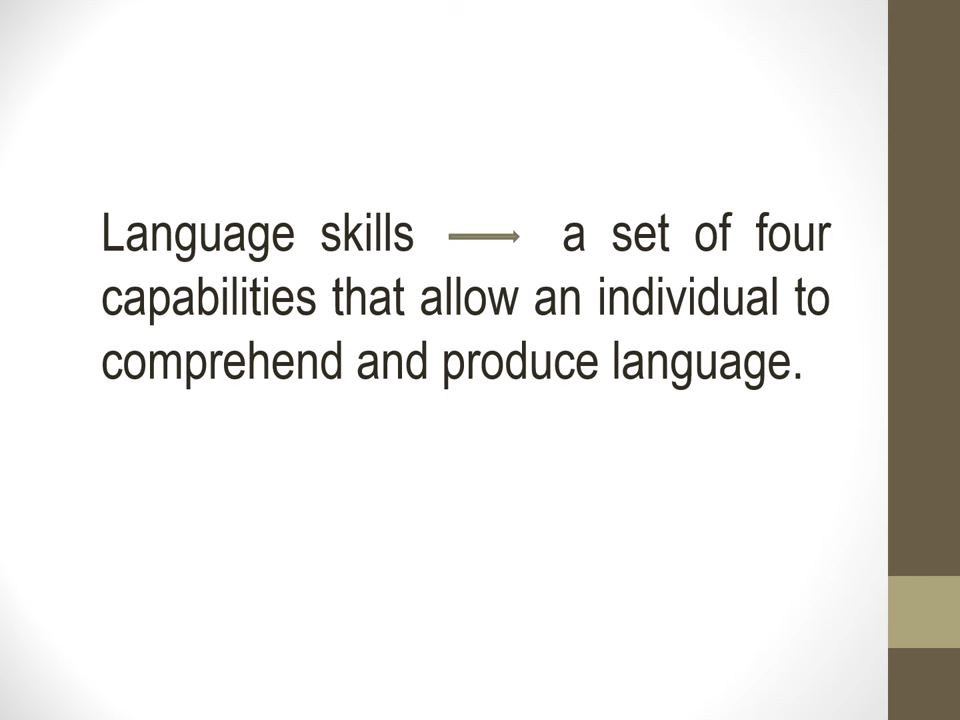 Language skills → a set of four
capabilities that allow an individual to
comprehend and produce language.